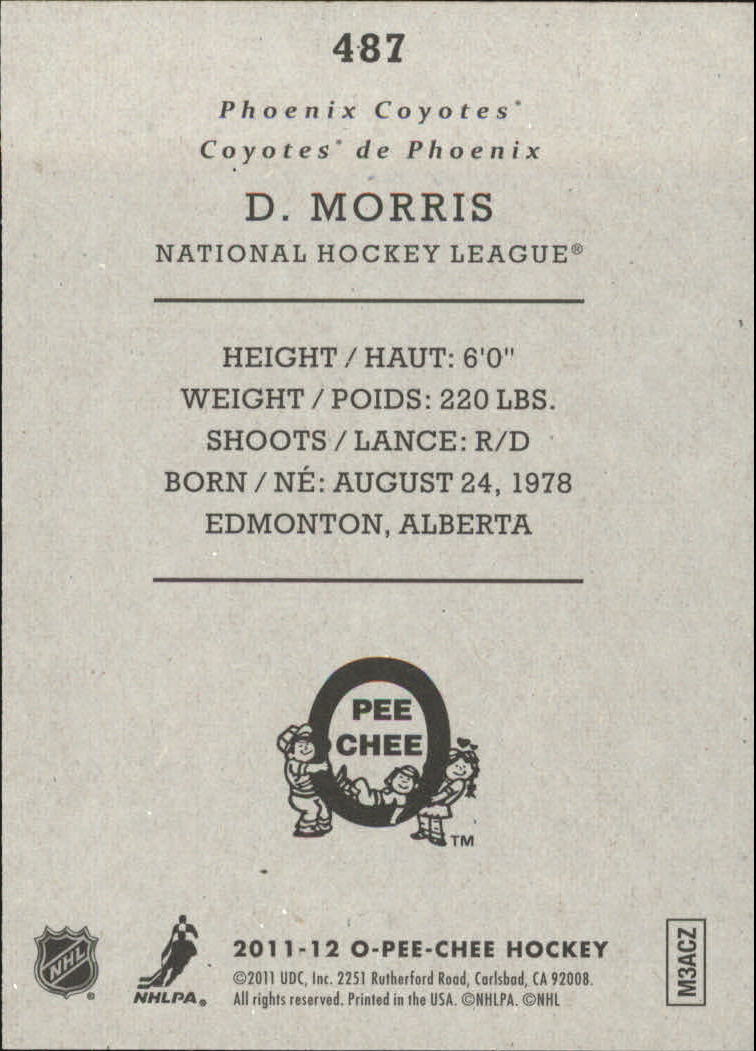 487
Phoenix Coyotes*
Coyotes* de Phoenix
D. MORRIS
NATIONAL HOCKEY LEAGUE®
HEIGHT / HAUT: 6'0"
WEIGHT / POIDS: 220 LBS.
SHOOTS / LANCE: R/D
BORN / NÉ: AUGUST 24, 1978
EDMONTON, ALBERTA
O
PEE
CHEE
TM
NHL®
NHLPA®
2011-12 O-PEE-CHEE HOCKEY
©2011 UDC, Inc. 2251 Rutherford Road, Carlsbad, CA 92008.
All rights reserved. Printed in the USA. ©NHLPA. ©NHL
M3ACZ